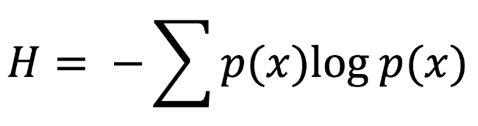 H = − ∑ p(x)log p(x)